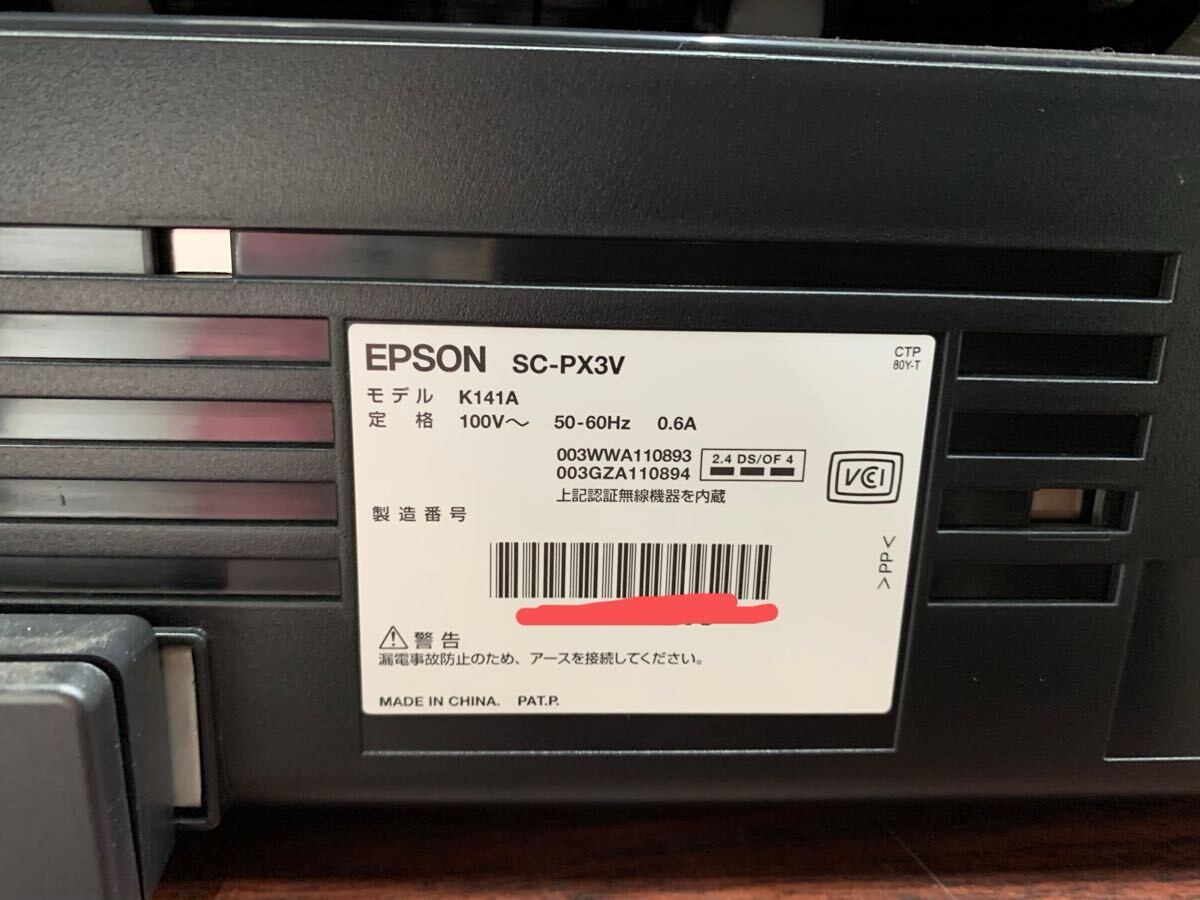 EPSON SC-PX3V
CTP
80Y-T
モデル K141A
定 格 100V～ 50-60Hz 0.6A
003WWA110893
003GZA110894
2.4 DS/OF 4
上記認証無線機器を内蔵
VCCI
製造番号
>PP<
警告
漏電事故防止のため、アースを接続してください。
MADE IN CHINA. PAT.P.